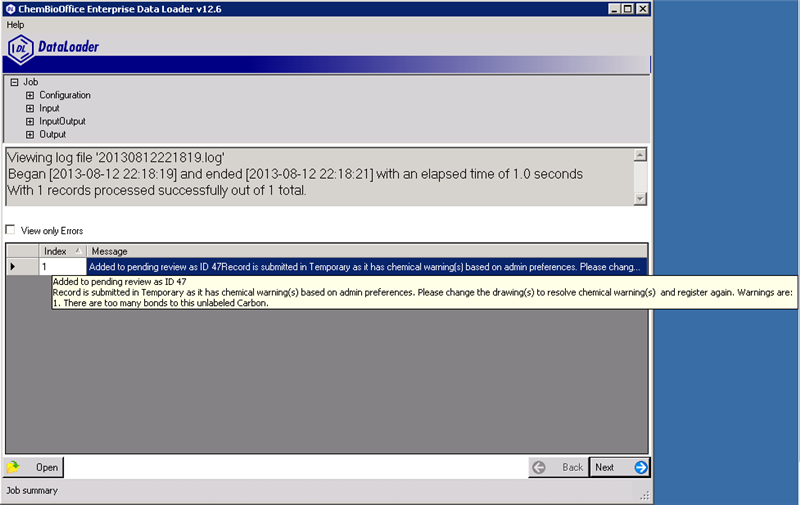 ChemBioOffice Enterprise Data Loader v12.6
Help
DL DataLoader
Job
Configuration
Input
InputOutput
Output
Viewing log file '20130812221819.log'
Began [2013-08-12 22:18:19] and ended [2013-08-12 22:18:21] with an elapsed time of 1.0 seconds
With 1 records processed successfully out of 1 total.
View only Errors
Index Message
1 Added to pending review as ID 47Record is submitted in Temporary as it has chemical warning(s) based on admin preferences. Please chang...
Added to pending review as ID 47
Record is submitted in Temporary as it has chemical warning(s) based on admin preferences. Please change the drawing(s) to resolve chemical warning(s) and register again. Warnings are:
1. There are too many bonds to this unlabeled Carbon.
Open Back Next
Job summary